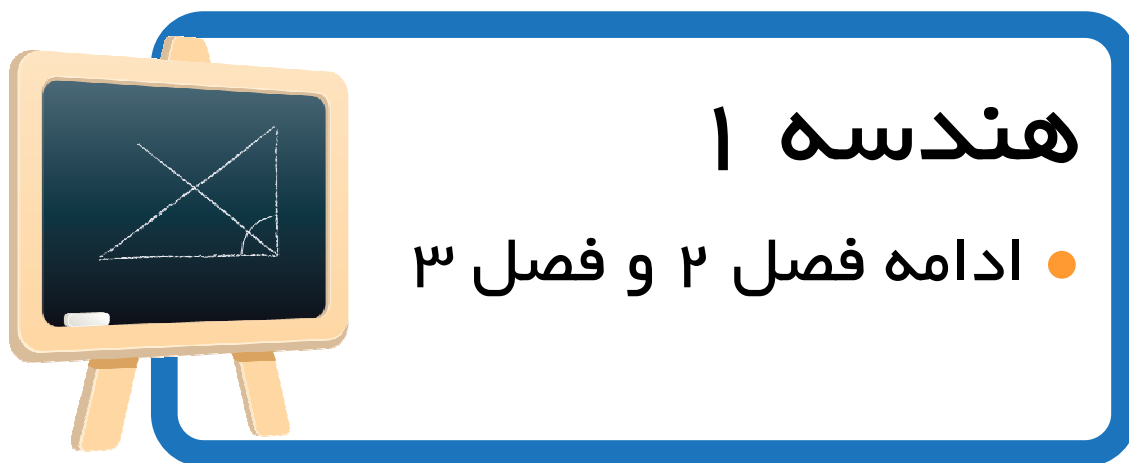 هندسه ۱
ادامه فصل ۲ و فصل ۳